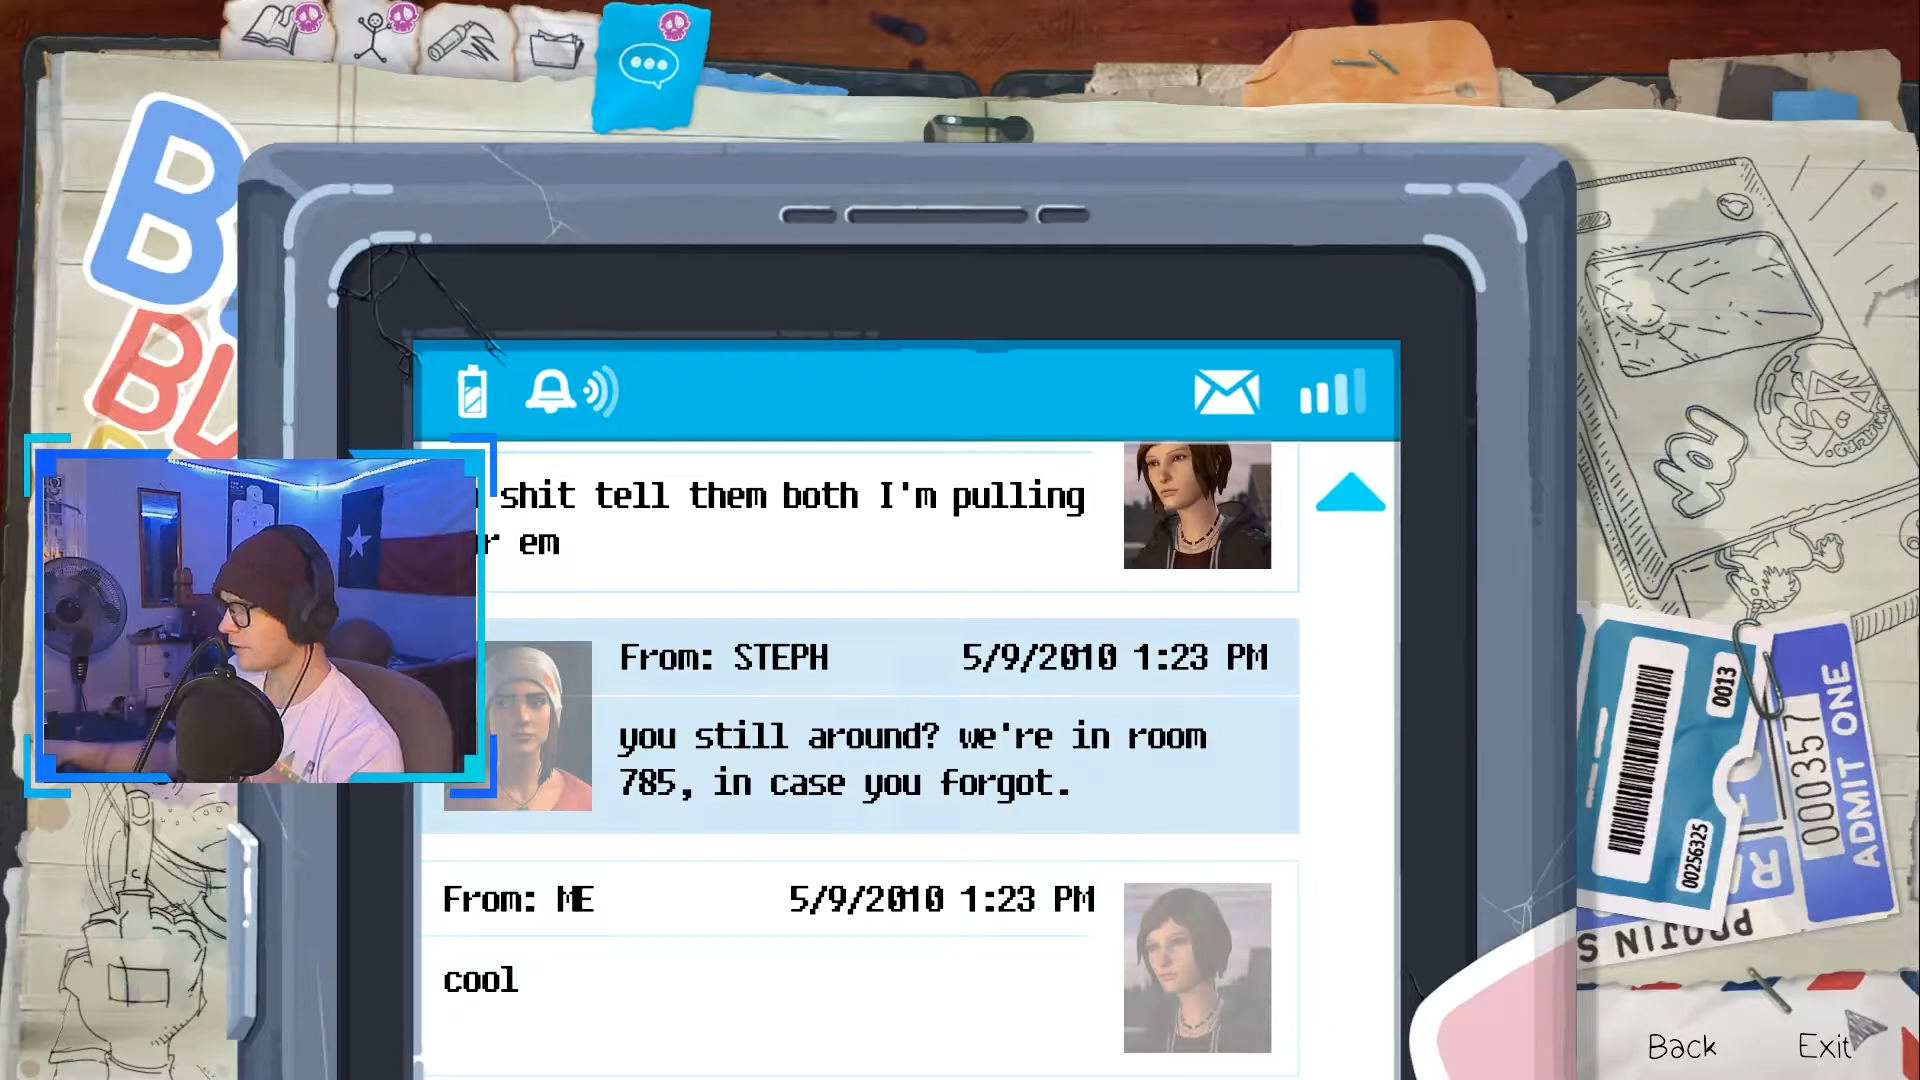 B
BL
shit tell them both I'm pulling
r em
From: STEPH 5/9/2010 1:23 PM
you still around? we're in room
785, in case you forgot.
From: ME 5/9/2010 1:23 PM
cool
0013
00256325
000357
ADMIT ONE
Back
Exit